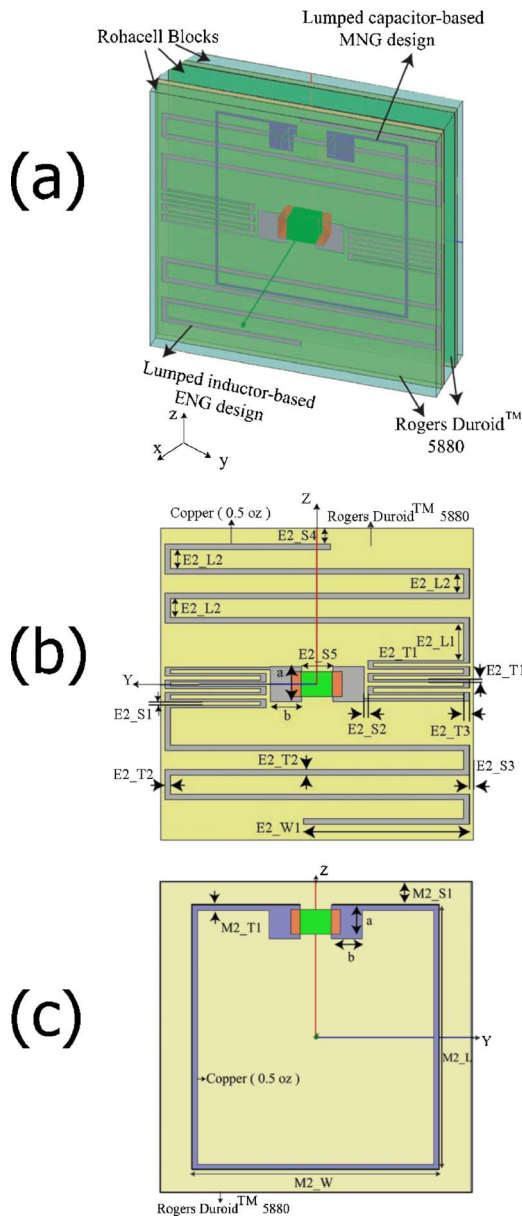 (a)
Lumped capacitor-based
MNG design
Rohacell Blocks
Lumped inductor-based
ENG design
Rogers Duroid™
5880
z
x
y
(b)
Copper ( 0.5 oz )
Z
Rogers Duroid™ 5880
E2_S4
E2_L2
E2_L2
E2_L2
E2_L1
E2_S5
E2_T1
E2_T1
a
Y
b
E2_S1
E2_S2
E2_T3
E2_T2
E2_T2
E2_S3
E2_W1
(c)
Z
M2_S1
M2_T1
a
b
Y
M2_L
Copper ( 0.5 oz )
M2_W
Rogers Duroid™ 5880